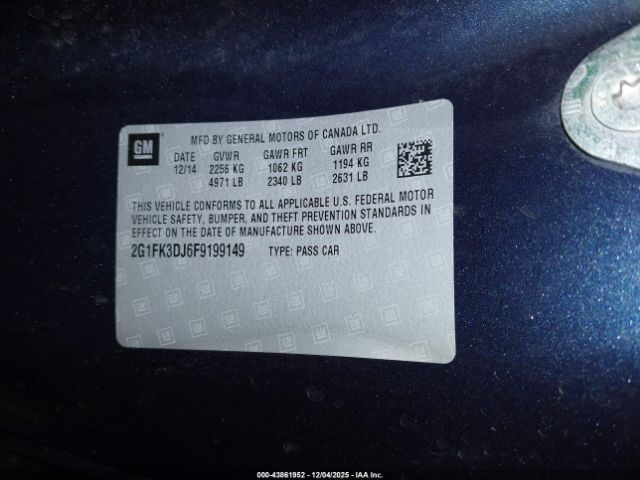 GM
MFD BY GENERAL MOTORS OF CANADA LTD.
DATE GVWR GAWR FRT GAWR RR
12/14 2256 KG 1062 KG 1194 KG
4971 LB 2340 LB 2631 LB
THIS VEHICLE CONFORMS TO ALL APPLICABLE U.S. FEDERAL MOTOR
VEHICLE SAFETY, BUMPER, AND THEFT PREVENTION STANDARDS IN
EFFECT ON THE DATE OF MANUFACTURE SHOWN ABOVE.
2G1FK3DJ6F9199149 TYPE: PASS CAR
000-43861952 - 12/04/2025 - IAA Inc.